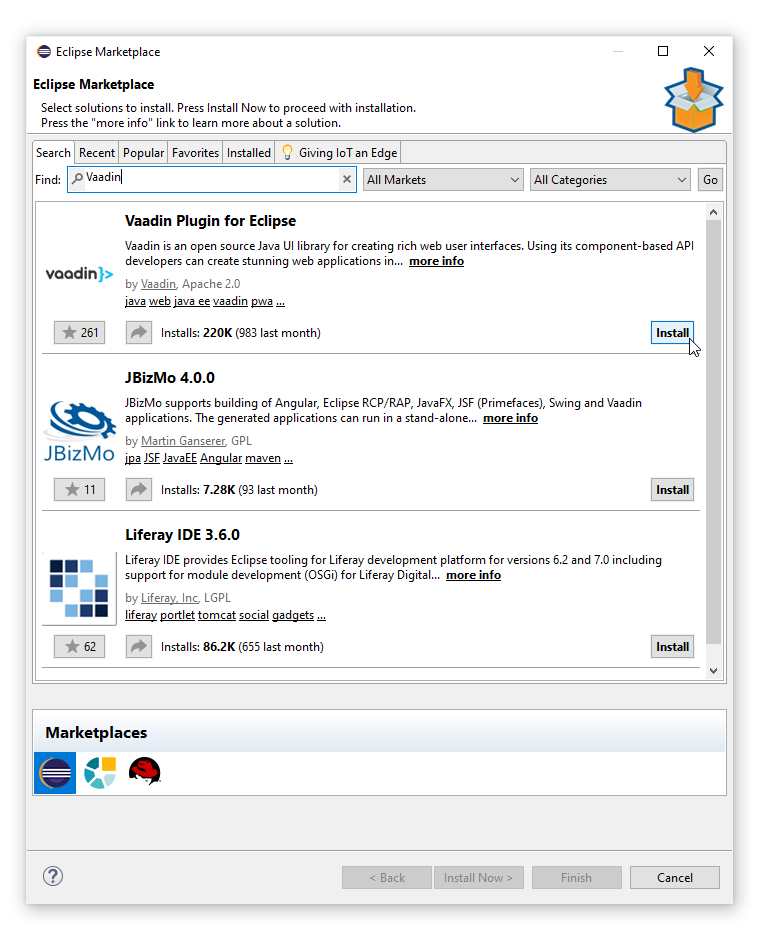 Eclipse Marketplace
Eclipse Marketplace
Select solutions to install. Press Install Now to proceed with installation.
Press the "more info" link to learn more about a solution.
Search Recent Popular Favorites Installed Giving IoT an Edge
Find: Vaadin All Markets All Categories Go
Vaadin Plugin for Eclipse
Vaadin is an open source Java UI library for creating rich web user interfaces. Using its component-based API
developers can create stunning web applications in... more info
vaadin}>
by Vaadin, Apache 2.0
java web java ee vaadin pwa ...
261 Installs: 220K (983 last month) Install
JBizMo 4.0.0
JBizMo supports building of Angular, Eclipse RCP/RAP, JavaFX, JSF (Primefaces), Swing and Vaadin
applications. The generated applications can run in a stand-alone... more info
JBizMo
by Martin Ganserer, GPL
jpa JSF JavaEE Angular maven ...
11 Installs: 7.28K (93 last month) Install
Liferay IDE 3.6.0
Liferay IDE provides Eclipse tooling for Liferay development platform for versions 6.2 and 7.0 including
support for module development (OSGi) for Liferay Digital... more info
by Liferay, Inc, LGPL
liferay portlet tomcat social gadgets ...
62 Installs: 86.2K (655 last month) Install
Marketplaces
? < Back Install Now > Finish Cancel